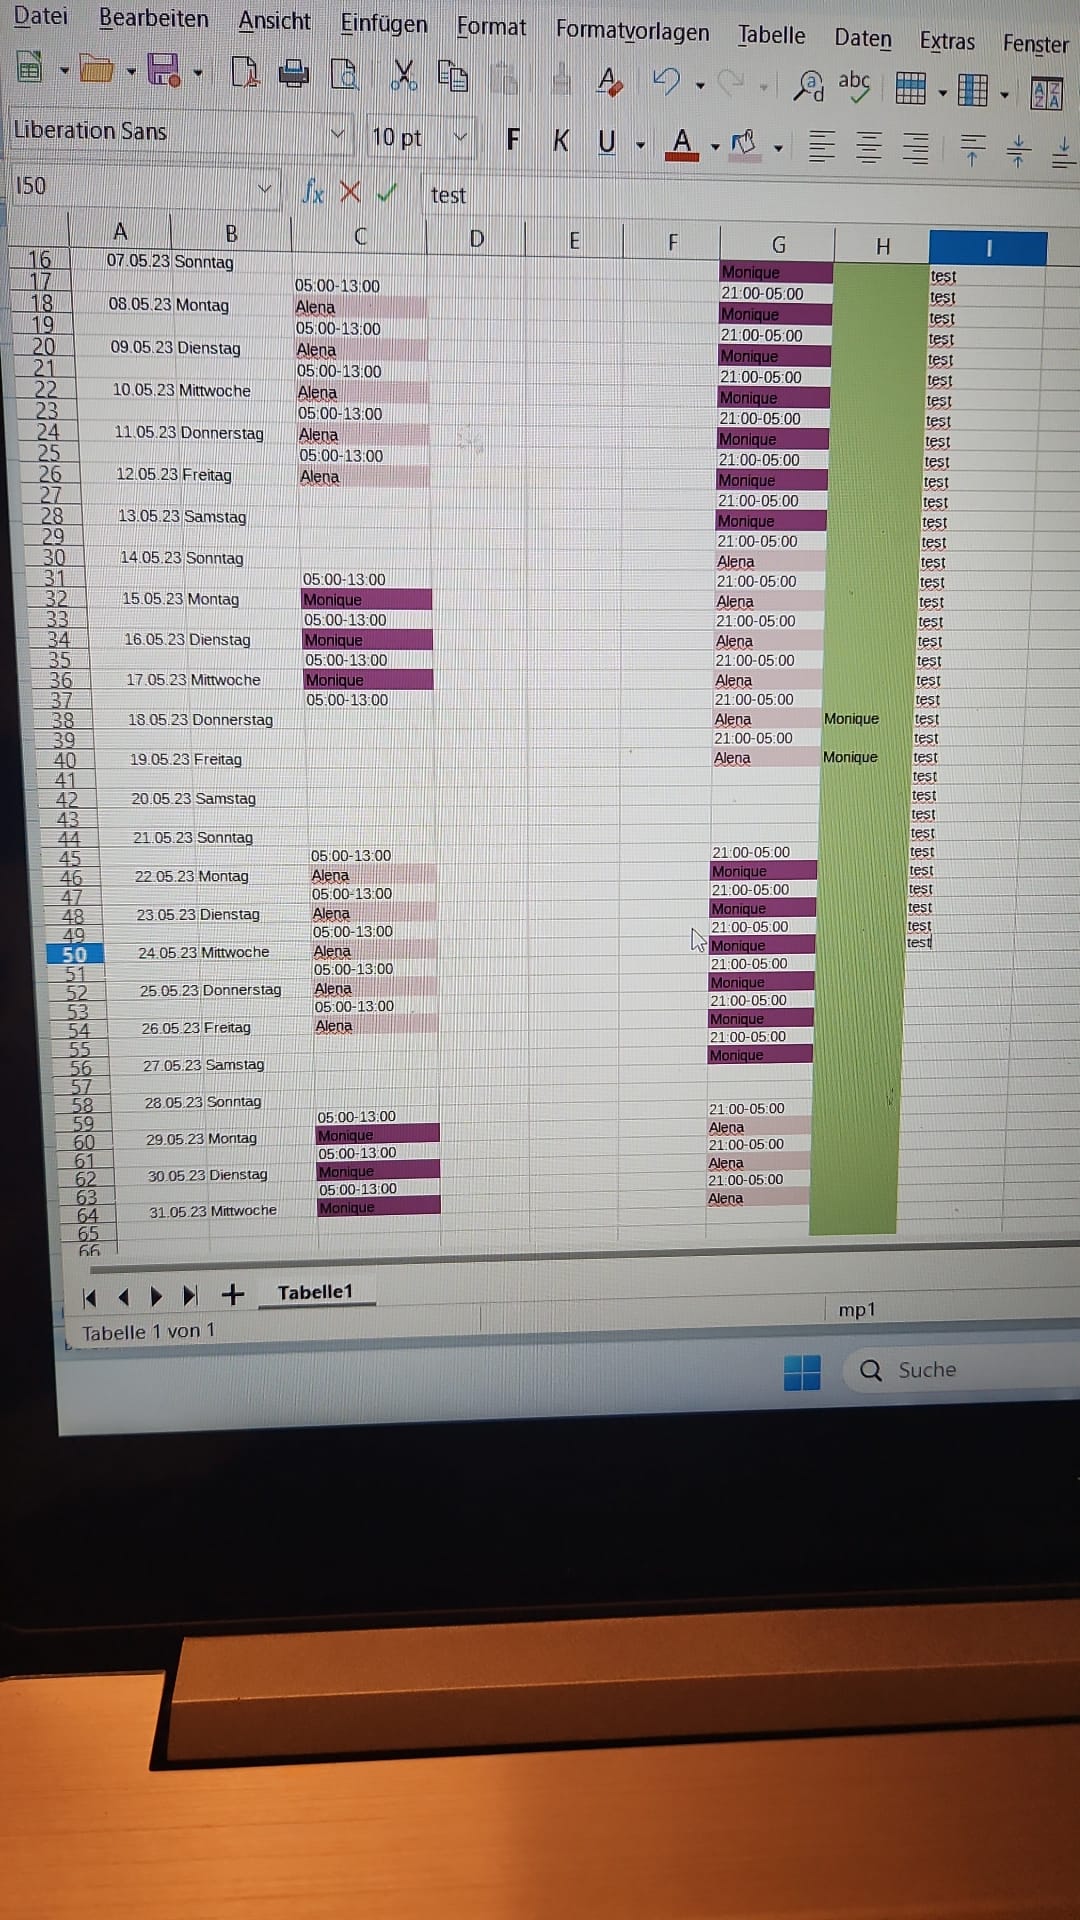 Datei Bearbeiten Ansicht Einfügen Format Formatvorlagen Tabelle Daten Extras Fenster
Liberation Sans 10 pt F K U A
I50 fx test
A B C D E F G H I
16 07.05.23 Sonntag Monique test
17 05:00-13:00 21:00-05:00 test
18 08.05.23 Montag Alena Monique test
19 05:00-13:00 21:00-05:00 test
20 09.05.23 Dienstag Alena Monique test
21 05:00-13:00 21:00-05:00 test
22 10.05.23 Mittwoche Alena Monique test
23 05:00-13:00 21:00-05:00 test
24 11.05.23 Donnerstag Alena Monique test
25 05:00-13:00 21:00-05:00 test
26 12.05.23 Freitag Alena Monique test
27 21:00-05:00 test
28 13.05.23 Samstag Monique test
29 21:00-05:00 test
30 14.05.23 Sonntag Alena test
31 05:00-13:00 21:00-05:00 test
32 15.05.23 Montag Monique Alena test
33 05:00-13:00 21:00-05:00 test
34 16.05.23 Dienstag Monique Alena test
35 05:00-13:00 21:00-05:00 test
36 17.05.23 Mittwoche Monique Alena test
37 05:00-13:00 21:00-05:00 test
38 18.05.23 Donnerstag Alena Monique test
39 21:00-05:00 test
40 19.05.23 Freitag Alena Monique test
41 test
42 20.05.23 Samstag test
43 test
44 21.05.23 Sonntag test
45 05:00-13:00 21:00-05:00 test
46 22.05.23 Montag Alena Monique test
47 05:00-13:00 21:00-05:00 test
48 23.05.23 Dienstag Alena Monique test
49 05:00-13:00 21:00-05:00 test
50 24.05.23 Mittwoche Alena Monique test
51 05:00-13:00 21:00-05:00
52 25.05.23 Donnerstag Alena Monique
53 05:00-13:00 21:00-05:00
54 26.05.23 Freitag Alena Monique
55 21:00-05:00
56 27.05.23 Samstag Monique
57
58 28.05.23 Sonntag
59 05:00-13:00 21:00-05:00
60 29.05.23 Montag Monique Alena
61 05:00-13:00 21:00-05:00
62 30.05.23 Dienstag Monique Alena
63 05:00-13:00 21:00-05:00
64 31.05.23 Mittwoche Monique Alena
65
66
Tabelle1
Tabelle 1 von 1 mp1
Suche